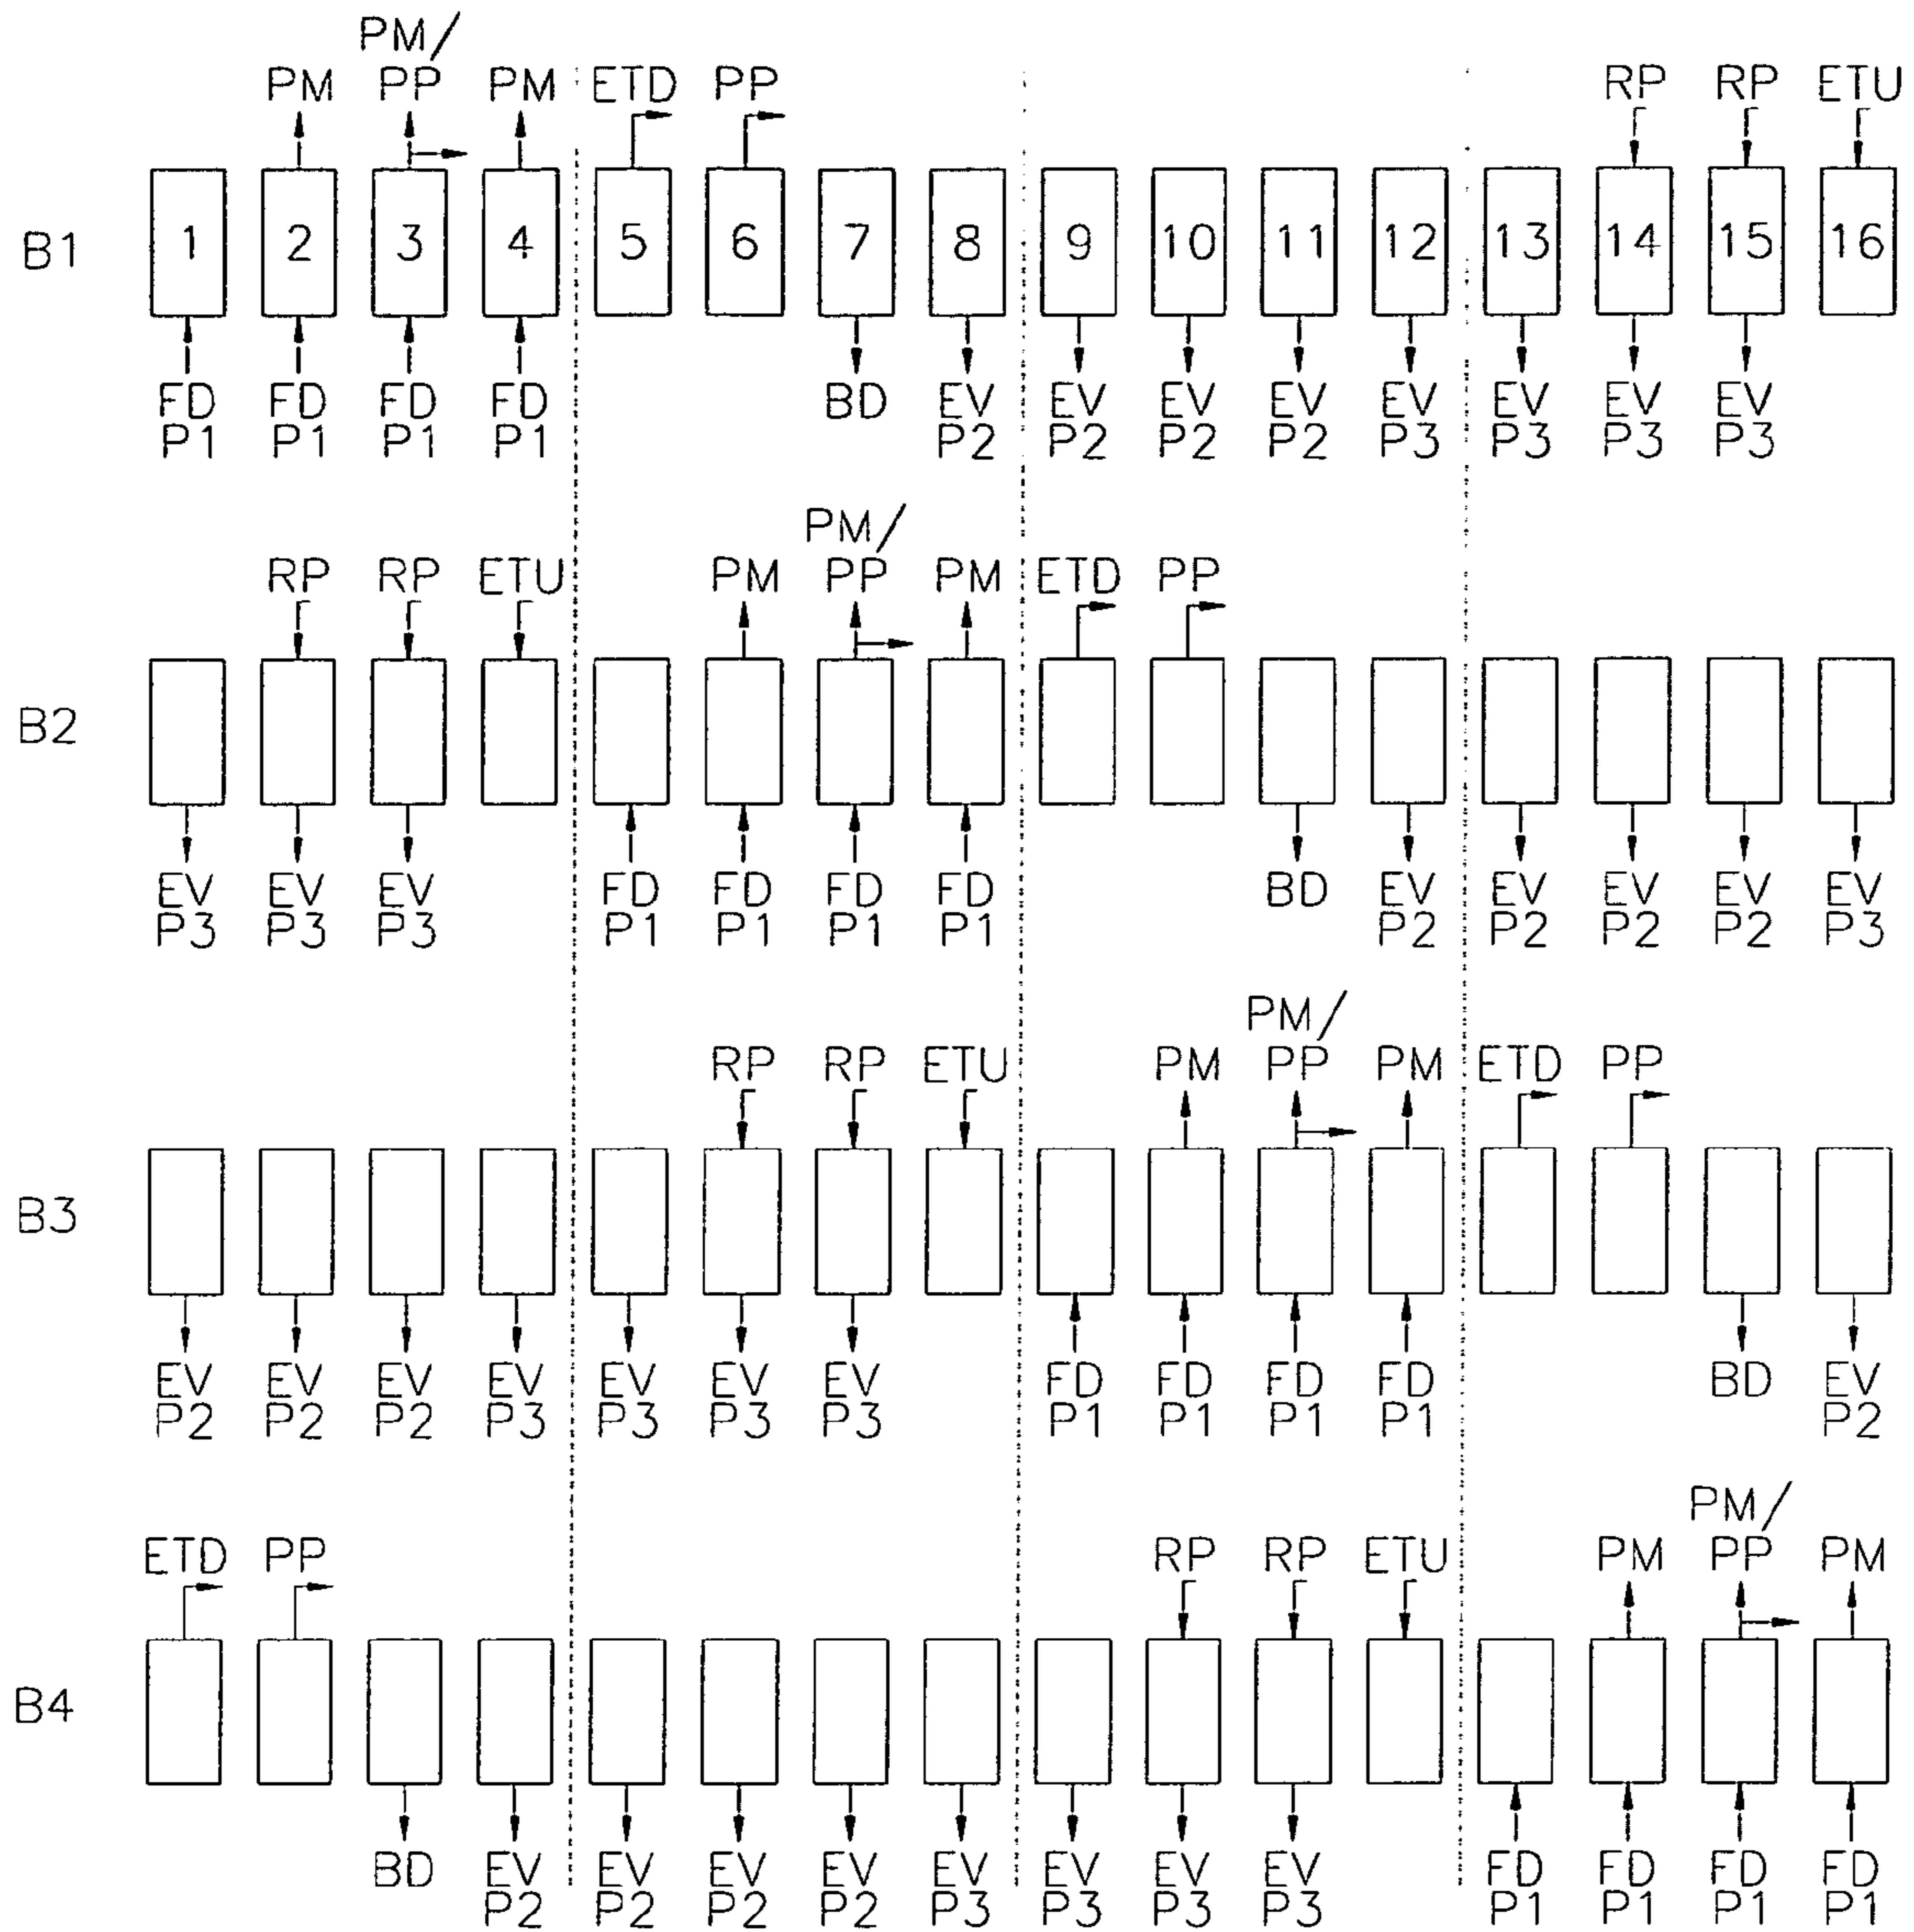 PM/
PM PP PM ETD PP RP RP ETU
B1 1 2 3 4 5 6 7 8 9 10 11 12 13 14 15 16
FD FD FD FD BD EV EV EV EV EV EV EV EV
P1 P1 P1 P1 P2 P2 P2 P2 P3 P3 P3 P3
PM/
RP RP ETU PM PP PM ETD PP
B2
EV EV EV FD FD FD FD BD EV EV EV EV EV
P3 P3 P3 P1 P1 P1 P1 P2 P2 P2 P2 P3
PM/
RP RP ETU PM PP PM ETD PP
B3
EV EV EV EV EV EV EV FD FD FD FD BD EV
P2 P2 P2 P3 P3 P3 P3 P1 P1 P1 P1 P2
PM/
ETD PP RP RP ETU PM PP PM
B4
BD EV EV EV EV EV EV EV EV FD FD FD FD
P2 P2 P2 P2 P3 P3 P3 P3 P1 P1 P1 P1